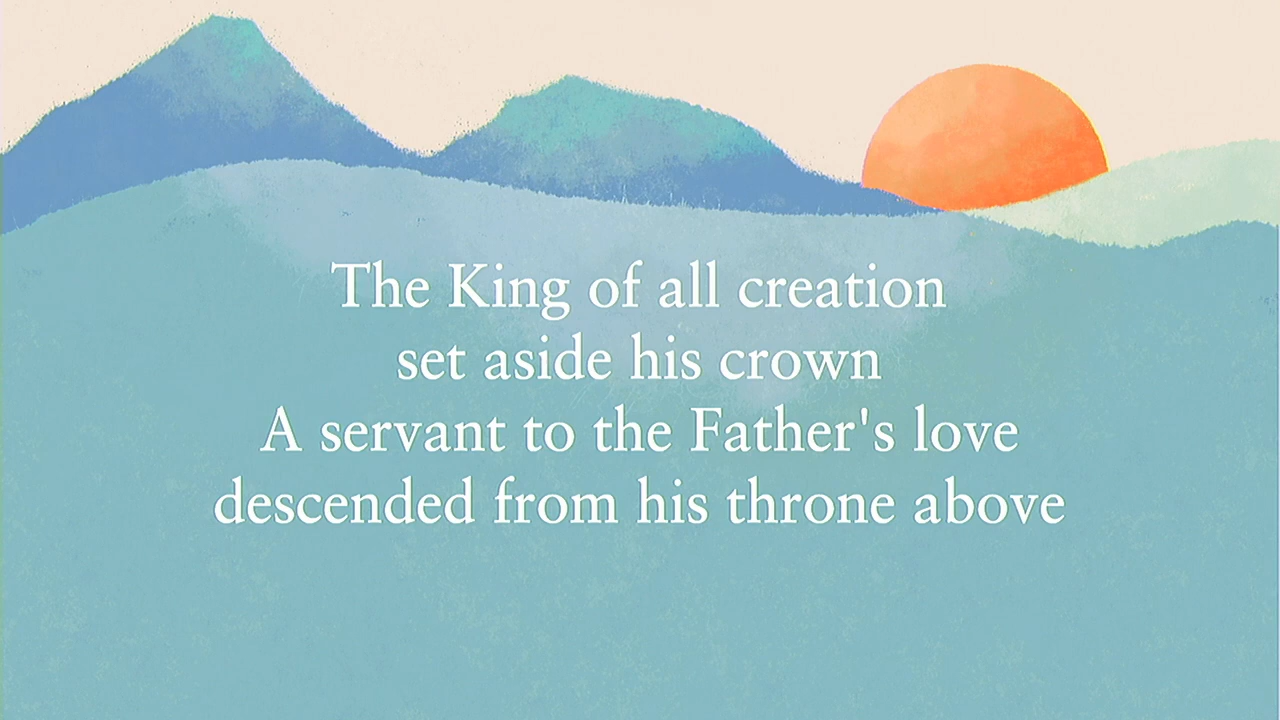 The King of all creation
set aside his crown
A servant to the Father's love
descended from his throne above